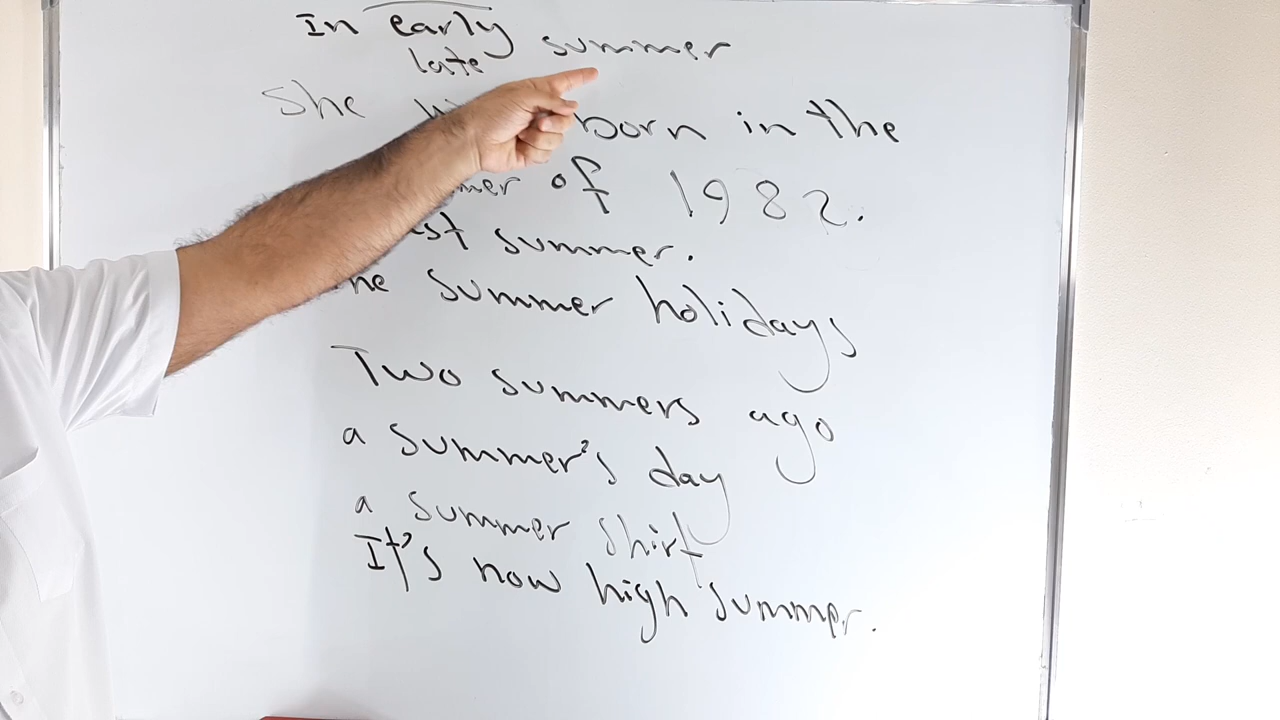 In early summer
late
She born in the
of 1982.
summer.
summer holidays
Two summers ago
a summer's day
a summer shirt
It's now high summer.